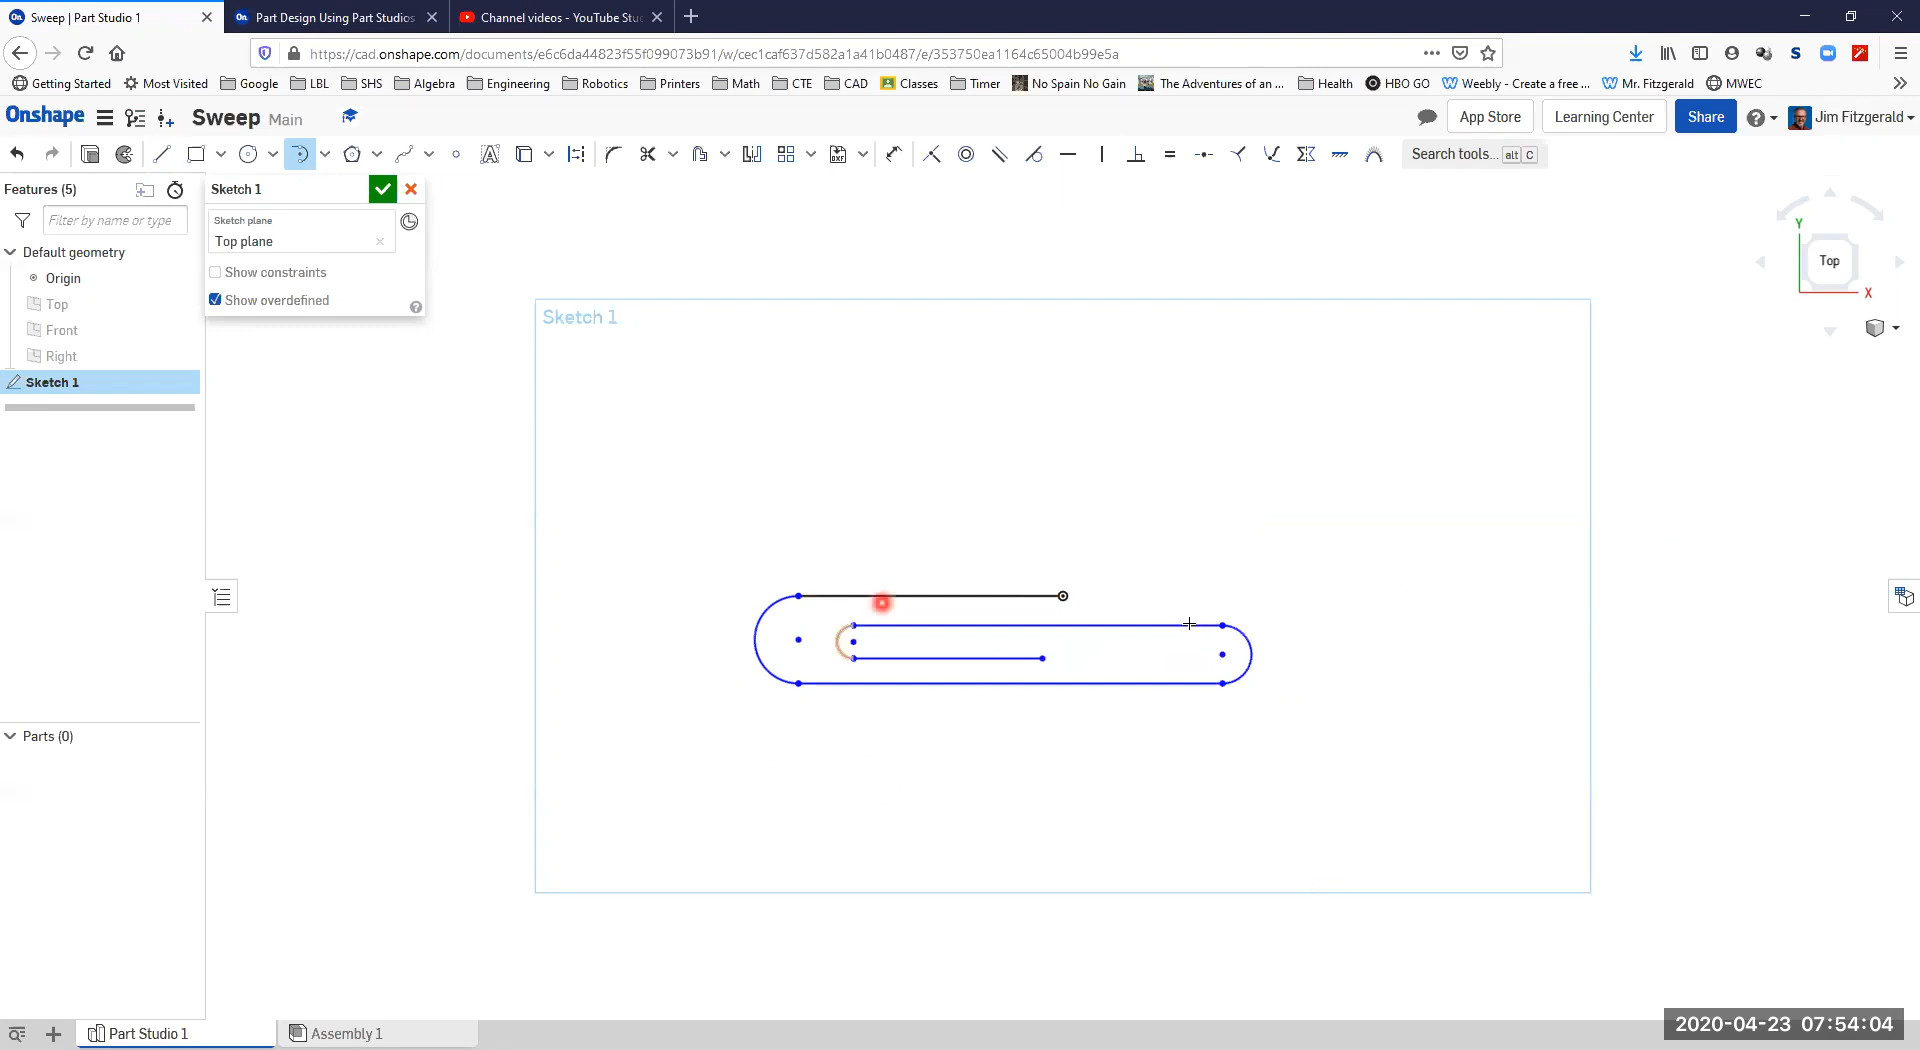 Sweep | Part Studio 1
Part Design Using Part Studios
Channel videos - YouTube Stu
https://cad.onshape.com/documents/e6c6da44823f55f099073b91/w/cec1caf637d582a1a41b0487/e/353750ea1164c65004b99e5a
Getting Started Most Visited Google LBL SHS Algebra Engineering Robotics Printers Math CTE CAD Classes Timer No Spain No Gain The Adventures of an ... Health HBO GO Weebly - Create a free ... Mr. Fitzgerald MWEC
Onshape Sweep Main App Store Learning Center Share Jim Fitzgerald
DXF Search tools... alt C
Features (5)
Filter by name or type
Default geometry
Origin
Top
Front
Right
Sketch 1
Parts (0)
Sketch 1
Sketch plane
Top plane
Show constraints
Show overdefined
Sketch 1
Y
Top
X
Part Studio 1
Assembly 1
2020-04-23 07:54:04